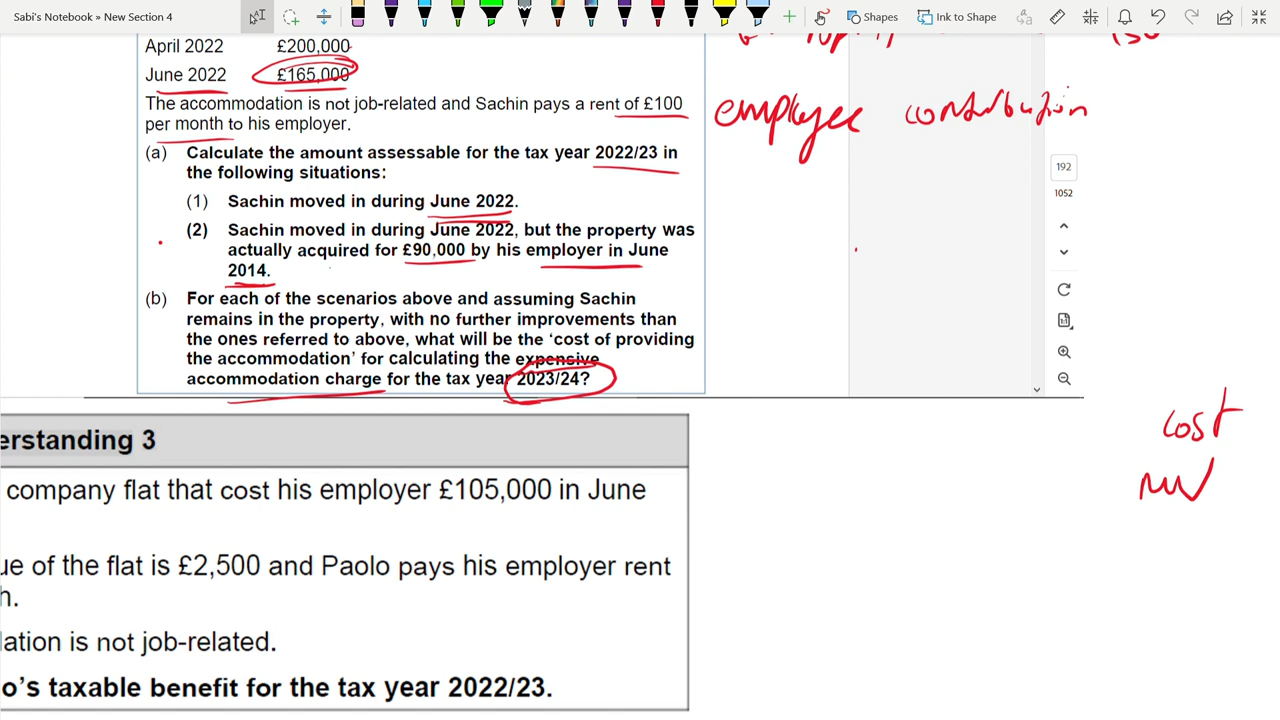 Sabi's Notebook » New Section 4
Shapes
Ink to Shape
April 2022 £200,000
June 2022 £165,000
The accommodation is not job-related and Sachin pays a rent of £100
per month to his employer.
employee contribution
(a) Calculate the amount assessable for the tax year 2022/23 in
the following situations:
192
1052
(1) Sachin moved in during June 2022.
(2) Sachin moved in during June 2022, but the property was
actually acquired for £90,000 by his employer in June
2014.
(b) For each of the scenarios above and assuming Sachin
remains in the property, with no further improvements than
the ones referred to above, what will be the 'cost of providing
the accommodation' for calculating the expensive
accommodation charge for the tax year 2023/24?
cost
MV
erstanding 3
company flat that cost his employer £105,000 in June
ue of the flat is £2,500 and Paolo pays his employer rent
h.
lation is not job-related.
o's taxable benefit for the tax year 2022/23.